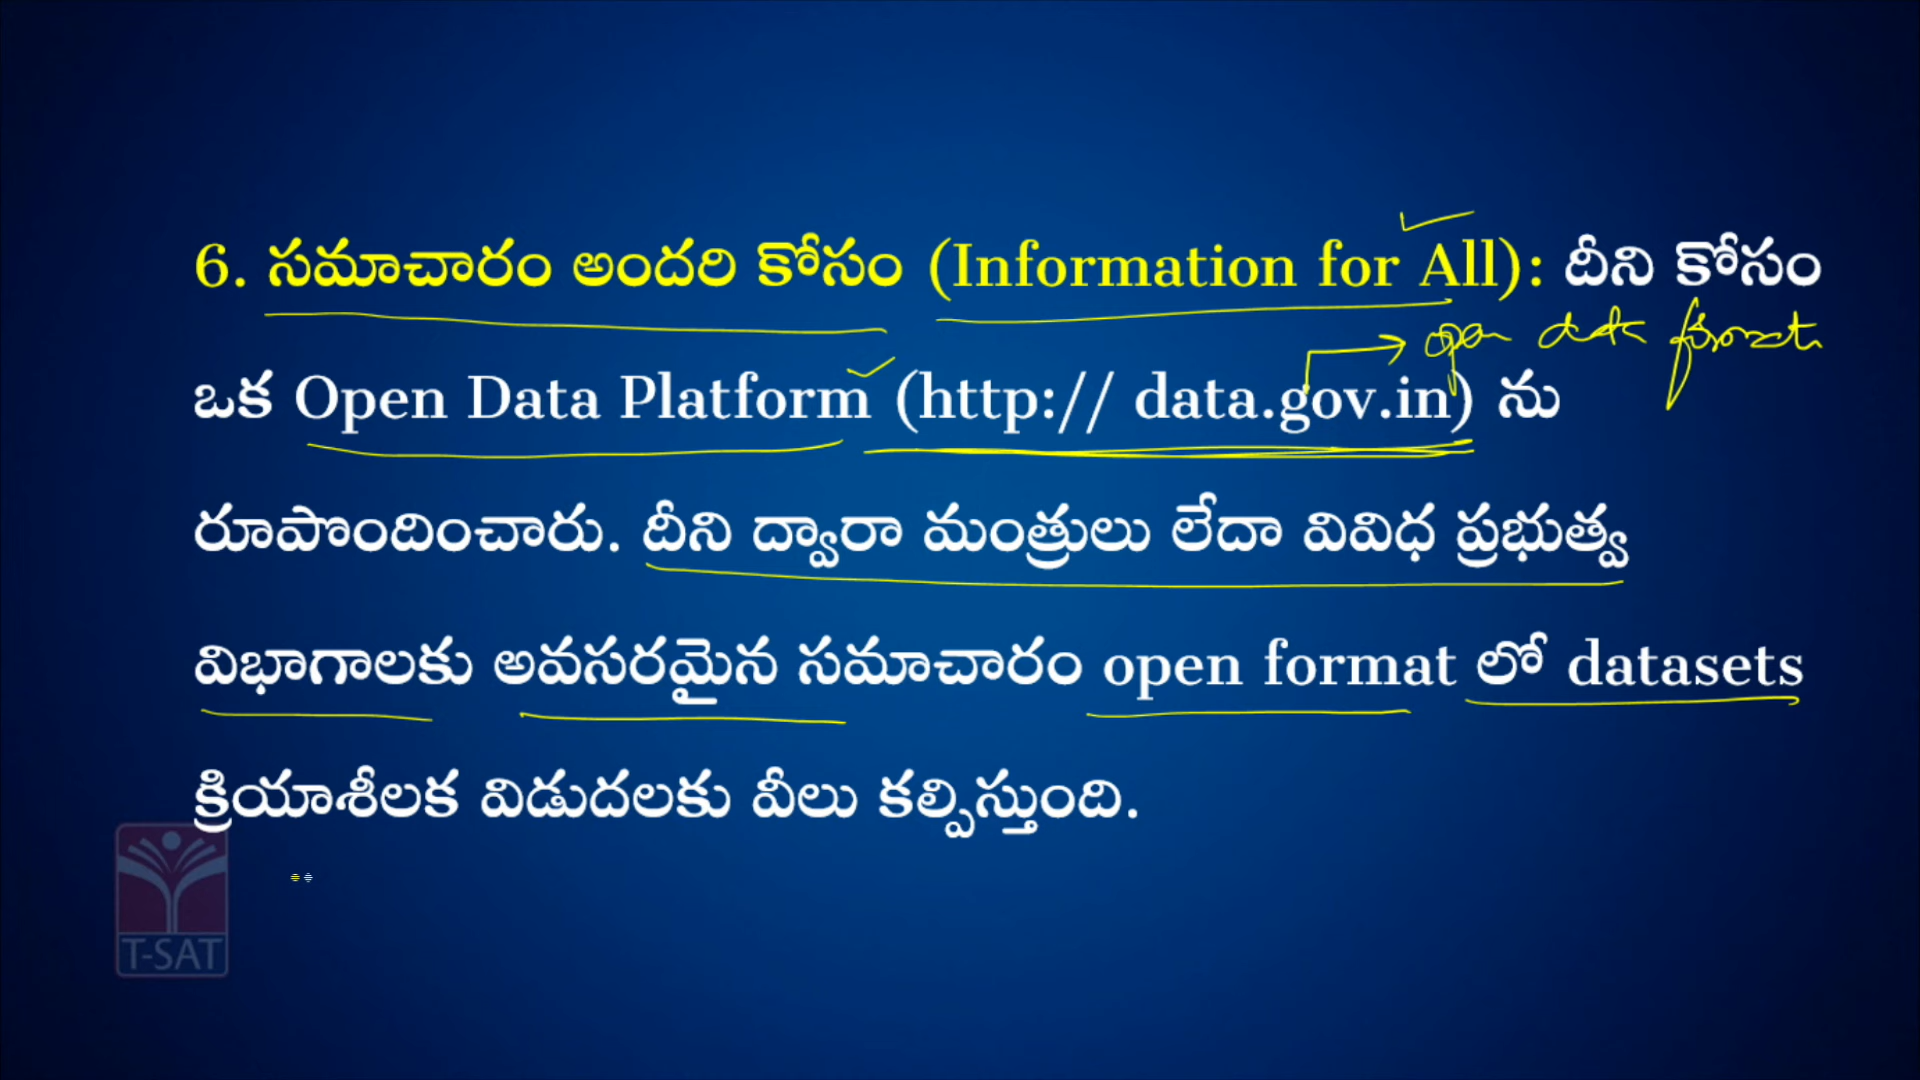 6. సమాచారం అందరి కోసం (Information for All): దీని కోసం
open data format
ఒక Open Data Platform (http:// data.gov.in) ను
రూపొందించారు. దీని ద్వారా మంత్రులు లేదా వివిధ ప్రభుత్వ
విభాగాలకు అవసరమైన సమాచారం open format లో datasets
క్రియాశీలక విడుదలకు వీలు కల్పిస్తుంది.
T-SAT